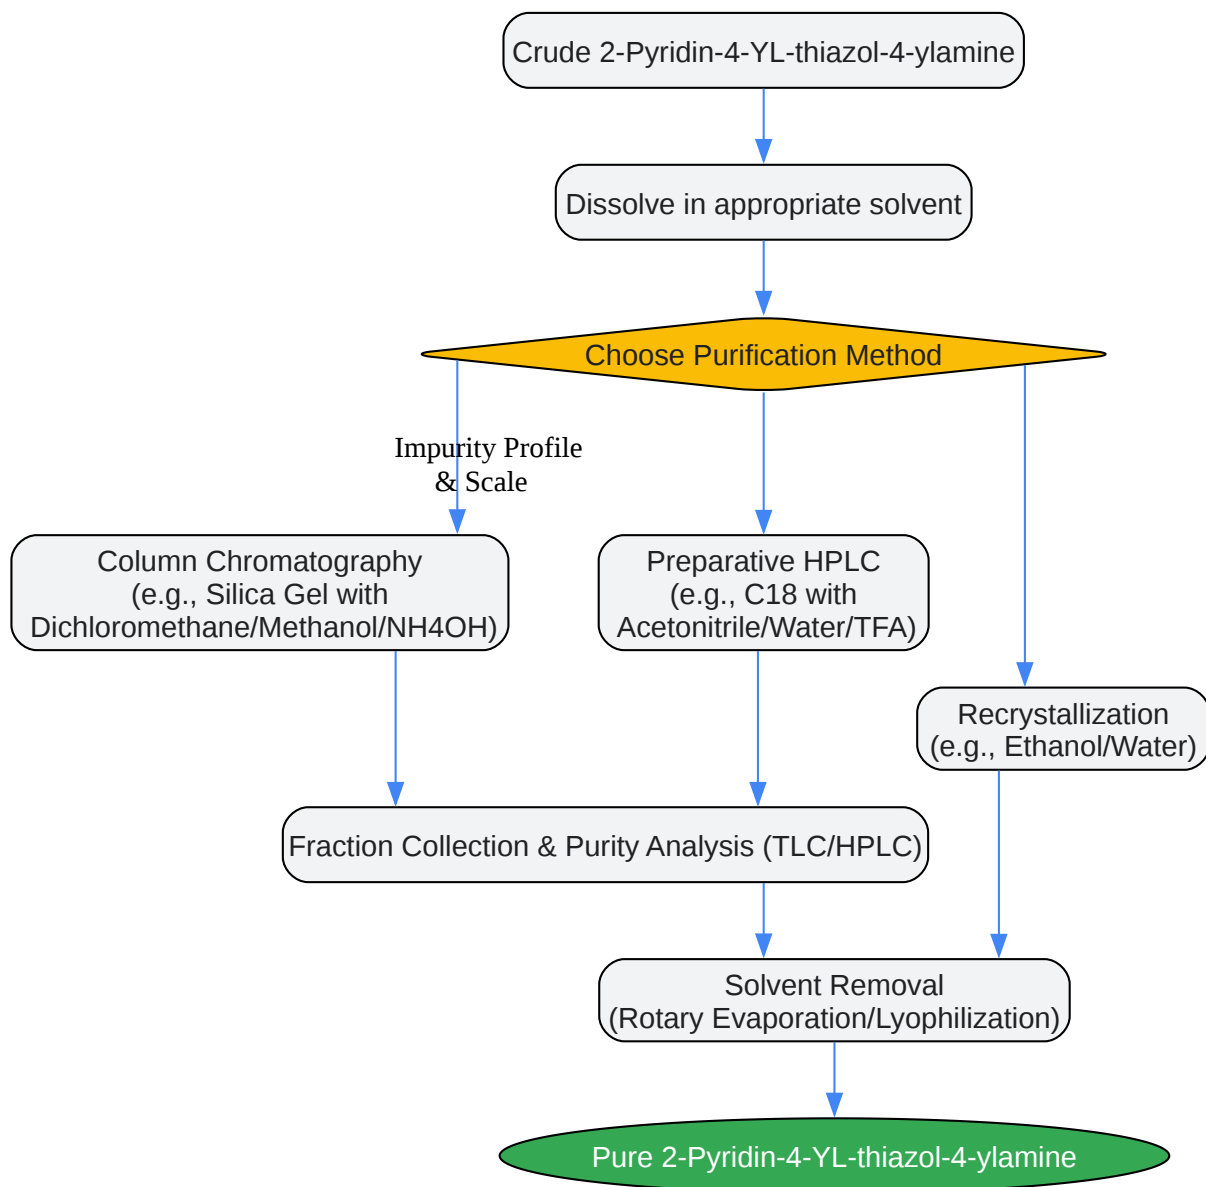 Crude 2-Pyridin-4-YL-thiazol-4-ylamine
Dissolve in appropriate solvent
Choose Purification Method
Impurity Profile
& Scale
Column Chromatography
(e.g., Silica Gel with
Dichloromethane/Methanol/NH4OH)
Preparative HPLC
(e.g., C18 with
Acetonitrile/Water/TFA)
Recrystallization
(e.g., Ethanol/Water)
Fraction Collection & Purity Analysis (TLC/HPLC)
Solvent Removal
(Rotary Evaporation/Lyophilization)
Pure 2-Pyridin-4-YL-thiazol-4-ylamine